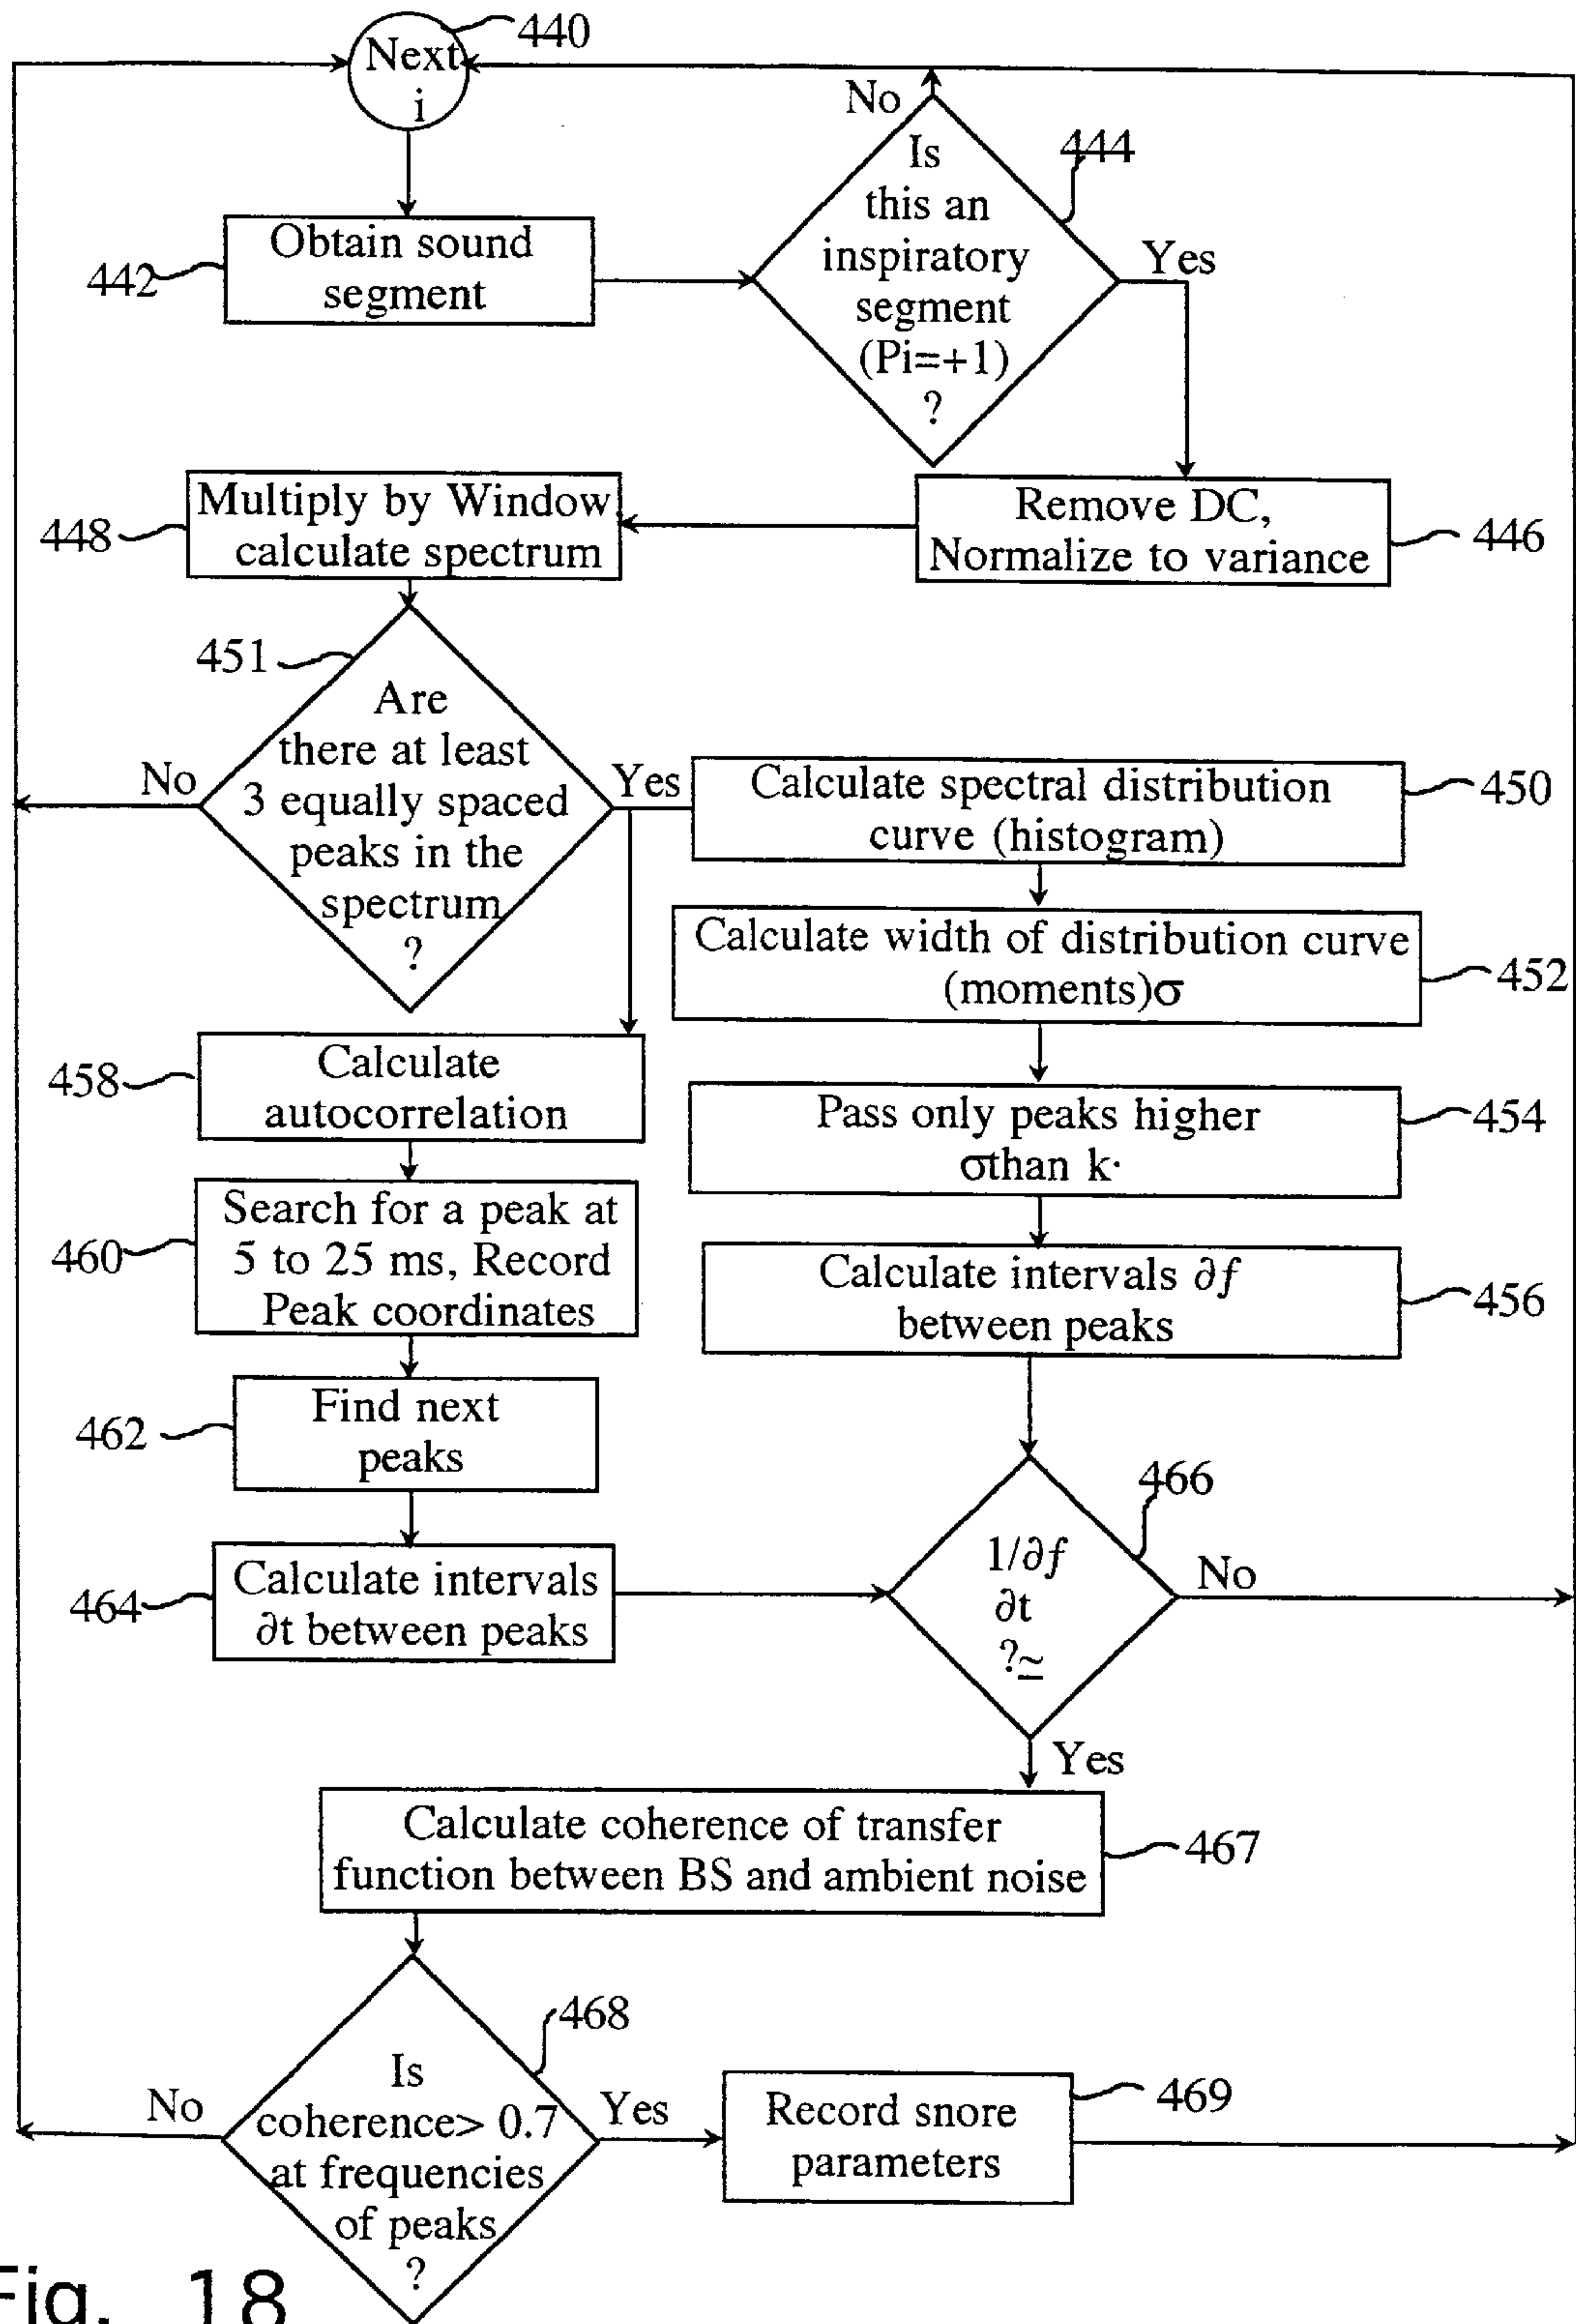 440
Next
i
No
444
Is
this an
inspiratory
segment
(Pi=+1)
?
Yes
442
Obtain sound
segment
448
Multiply by Window
calculate spectrum
Remove DC,
Normalize to variance
446
451
Are
there at least
3 equally spaced
peaks in the
spectrum
?
No
Yes
Calculate spectral distribution
curve (histogram)
450
Calculate width of distribution curve
(moments)σ
452
458
Calculate
autocorrelation
Pass only peaks higher
σthan k·
454
460
Search for a peak at
5 to 25 ms, Record
Peak coordinates
Calculate intervals ∂f
between peaks
456
462
Find next
peaks
466
464
Calculate intervals
∂t between peaks
1/∂f
∂t
?≃
No
Yes
Calculate coherence of transfer
function between BS and ambient noise
467
468
Is
coherence> 0.7
at frequencies
of peaks
?
No
Yes
Record snore
parameters
469
Fig. 18